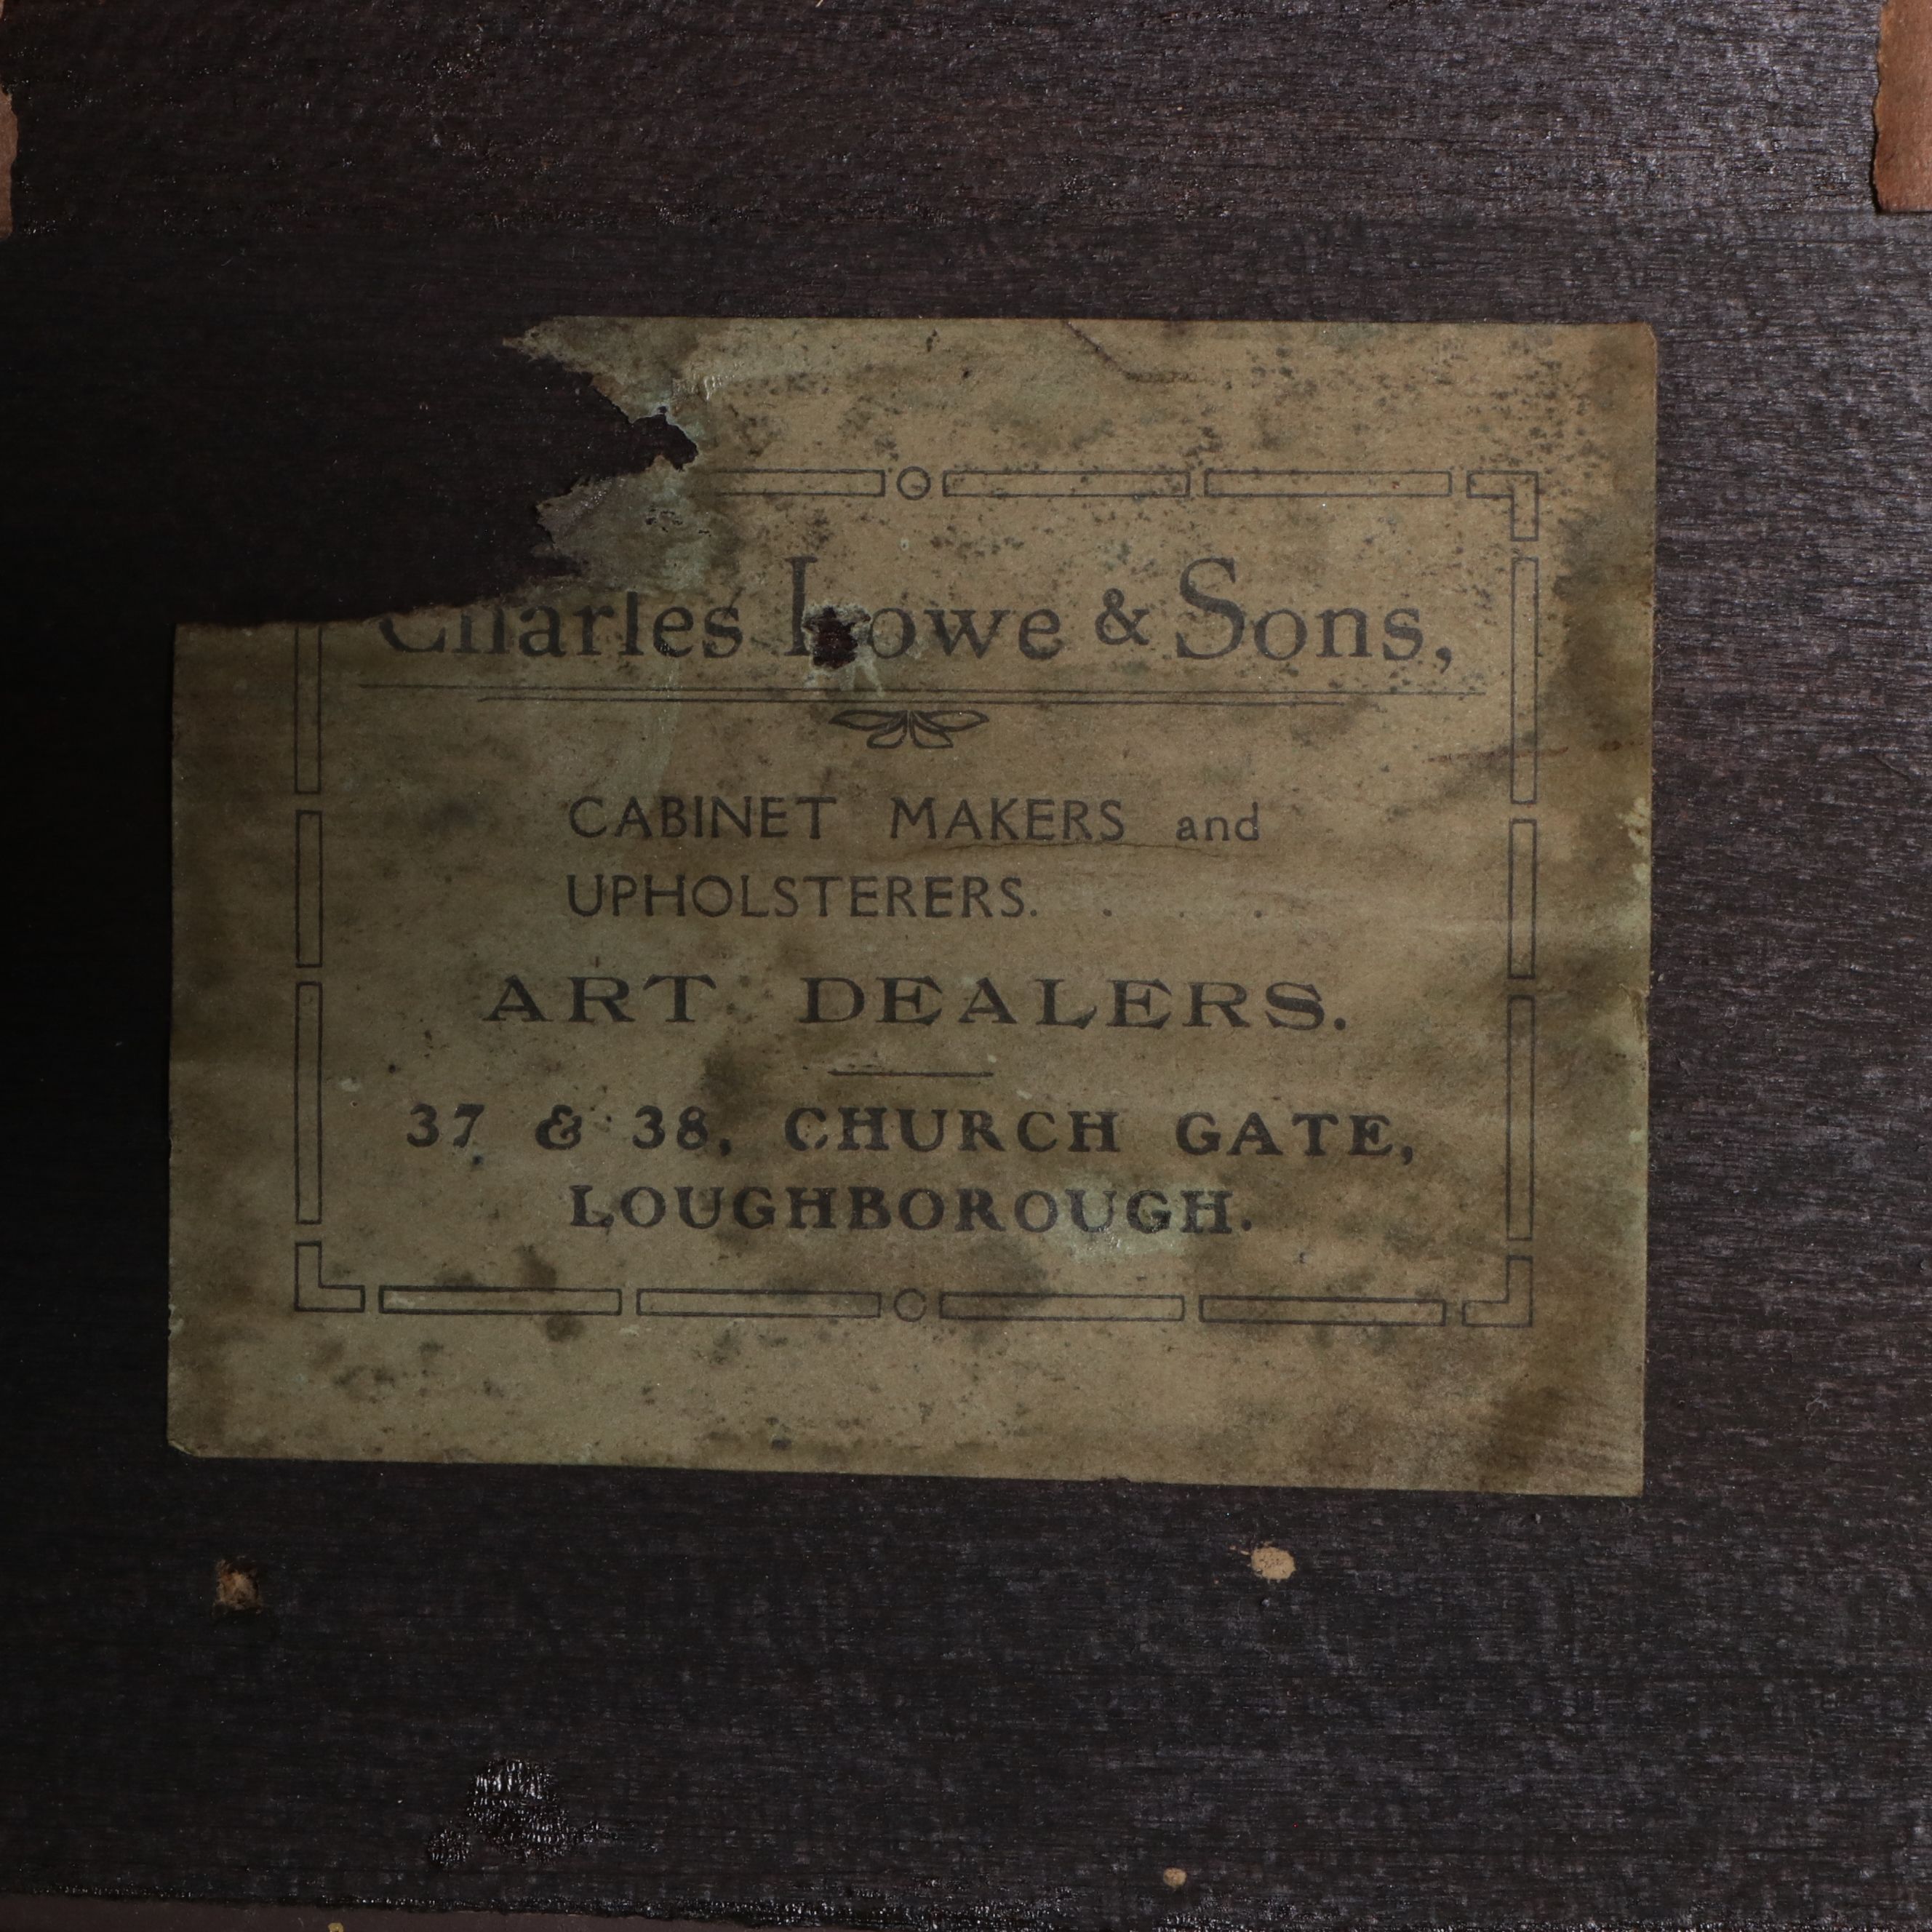 Charles Lowe & Sons,
CABINET MAKERS and
UPHOLSTERERS. . . .
ART DEALERS.
37 & 38, CHURCH GATE,
LOUGHBOROUGH.